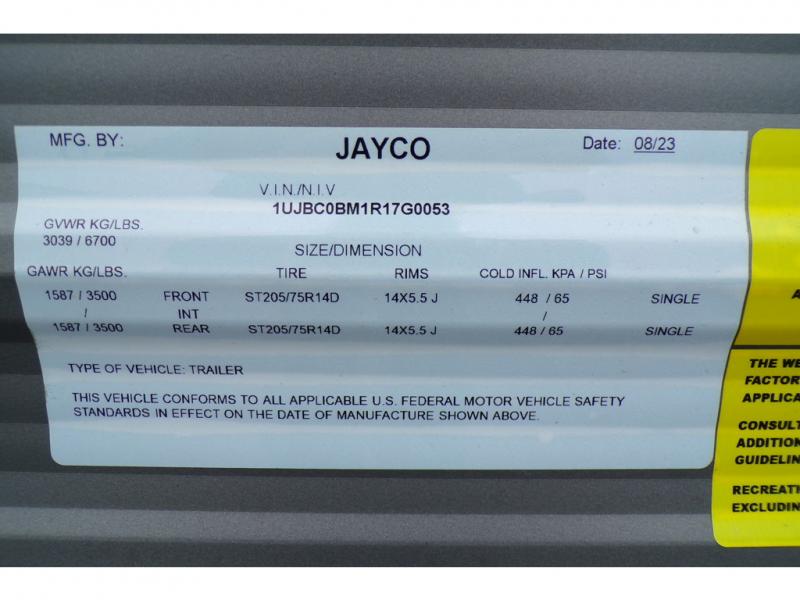 MFG. BY: JAYCO Date: 08/23
V.I.N./N.I.V
1UJBC0BM1R17G0053
GVWR KG/LBS.
3039 / 6700
SIZE/DIMENSION
GAWR KG/LBS. TIRE RIMS COLD INFL. KPA / PSI
1587 / 3500 FRONT ST205/75R14D 14X5.5 J 448 / 65 SINGLE
/ INT /
1587 / 3500 REAR ST205/75R14D 14X5.5 J 448 / 65 SINGLE
TYPE OF VEHICLE: TRAILER
THIS VEHICLE CONFORMS TO ALL APPLICABLE U.S. FEDERAL MOTOR VEHICLE SAFETY
STANDARDS IN EFFECT ON THE DATE OF MANUFACTURE SHOWN ABOVE.
A
THE WE
FACTOR
APPLICA
CONSULT
ADDITION
GUIDELIN
RECREAT
EXCLUDIN